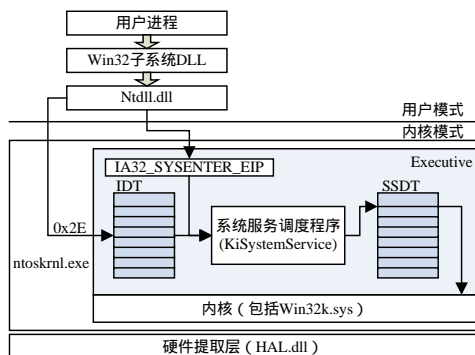 用户进程
Win32子系统DLL
Ntdll.dll
用户模式
内核模式
Executive
IA32_SYSENTER_EIP
IDT
SSDT
0x2E
系统服务调度程序
(KiSystemService)
ntoskrnl.exe
内核（包括Win32k.sys）
硬件提取层（HAL.dll）